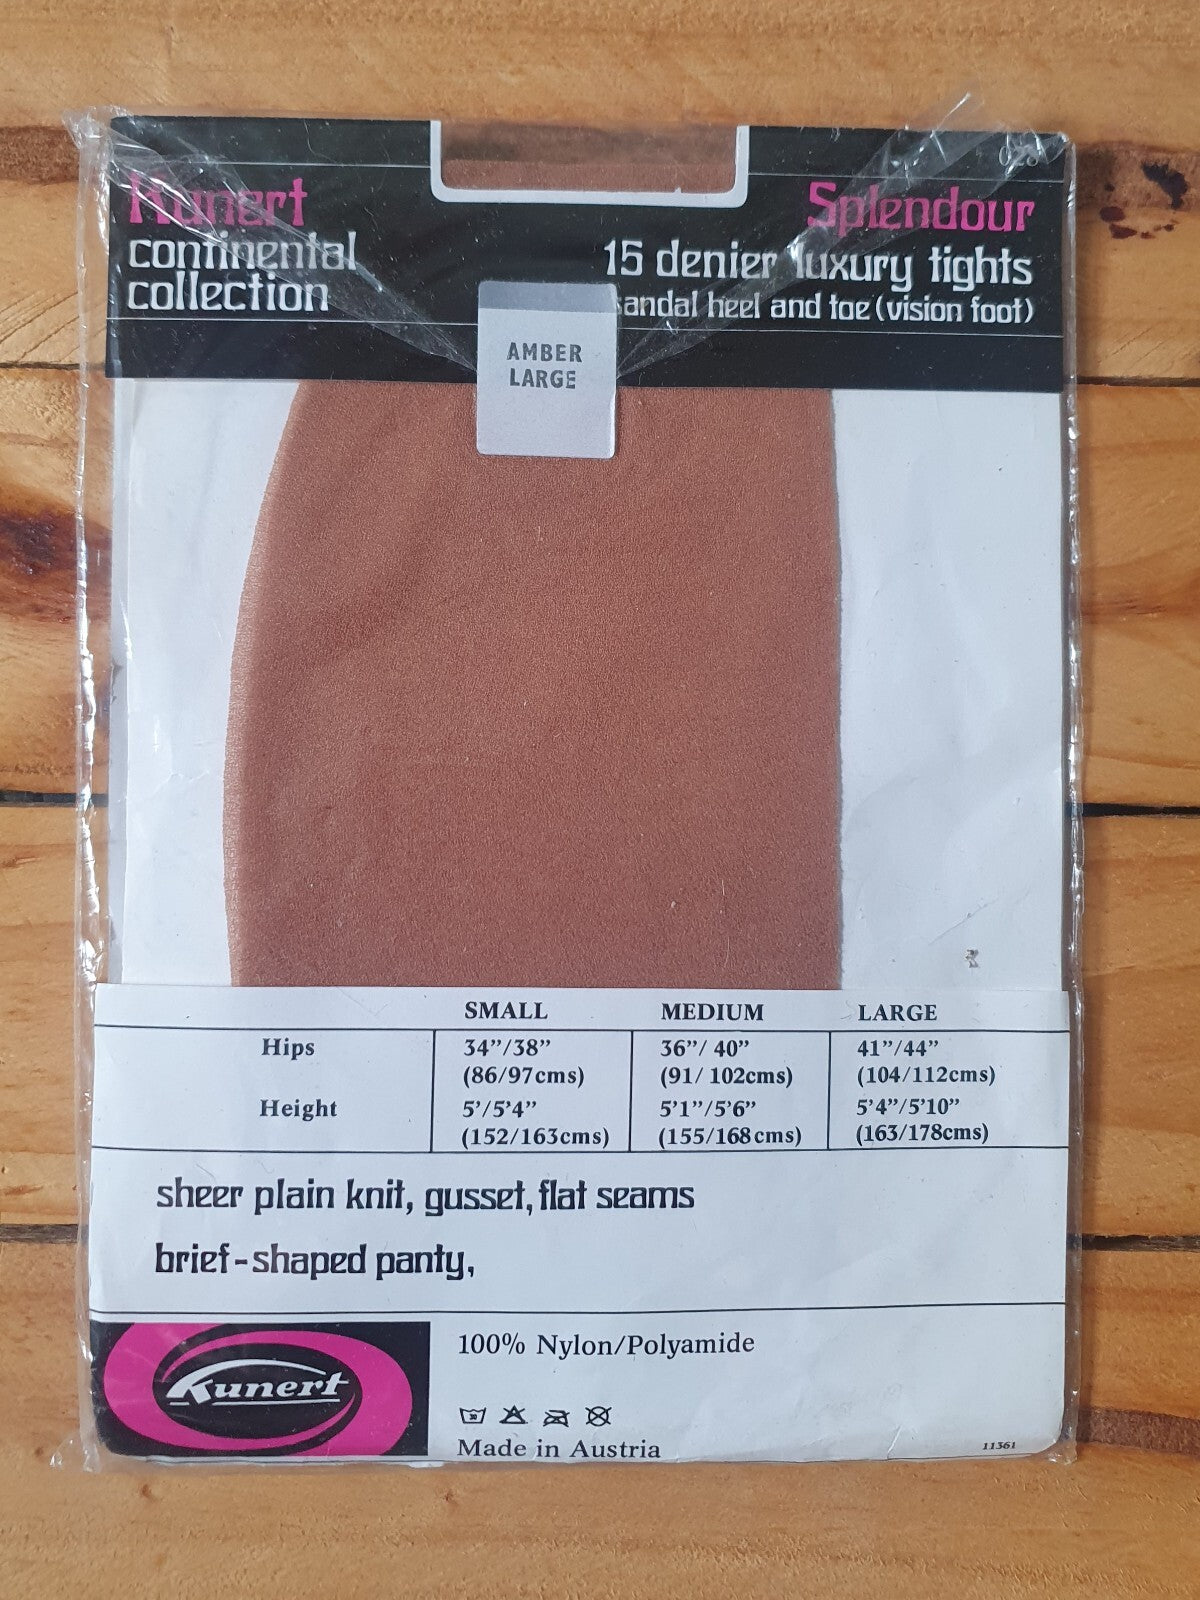 028
Kunert
continental
collection
Splendour
15 denier luxury tights
sandal heel and toe (vision foot)
AMBER
LARGE
SMALL MEDIUM LARGE
Hips 34”/38” 36”/ 40” 41”/44”
(86/97cms) (91/ 102cms) (104/112cms)
Height 5’/5’4” 5’1”/5’6” 5’4”/5’10”
(152/163cms) (155/168cms) (163/178cms)
sheer plain knit, gusset, flat seams
brief-shaped panty,
Kunert
100% Nylon/Polyamide
30
Made in Austria
11361